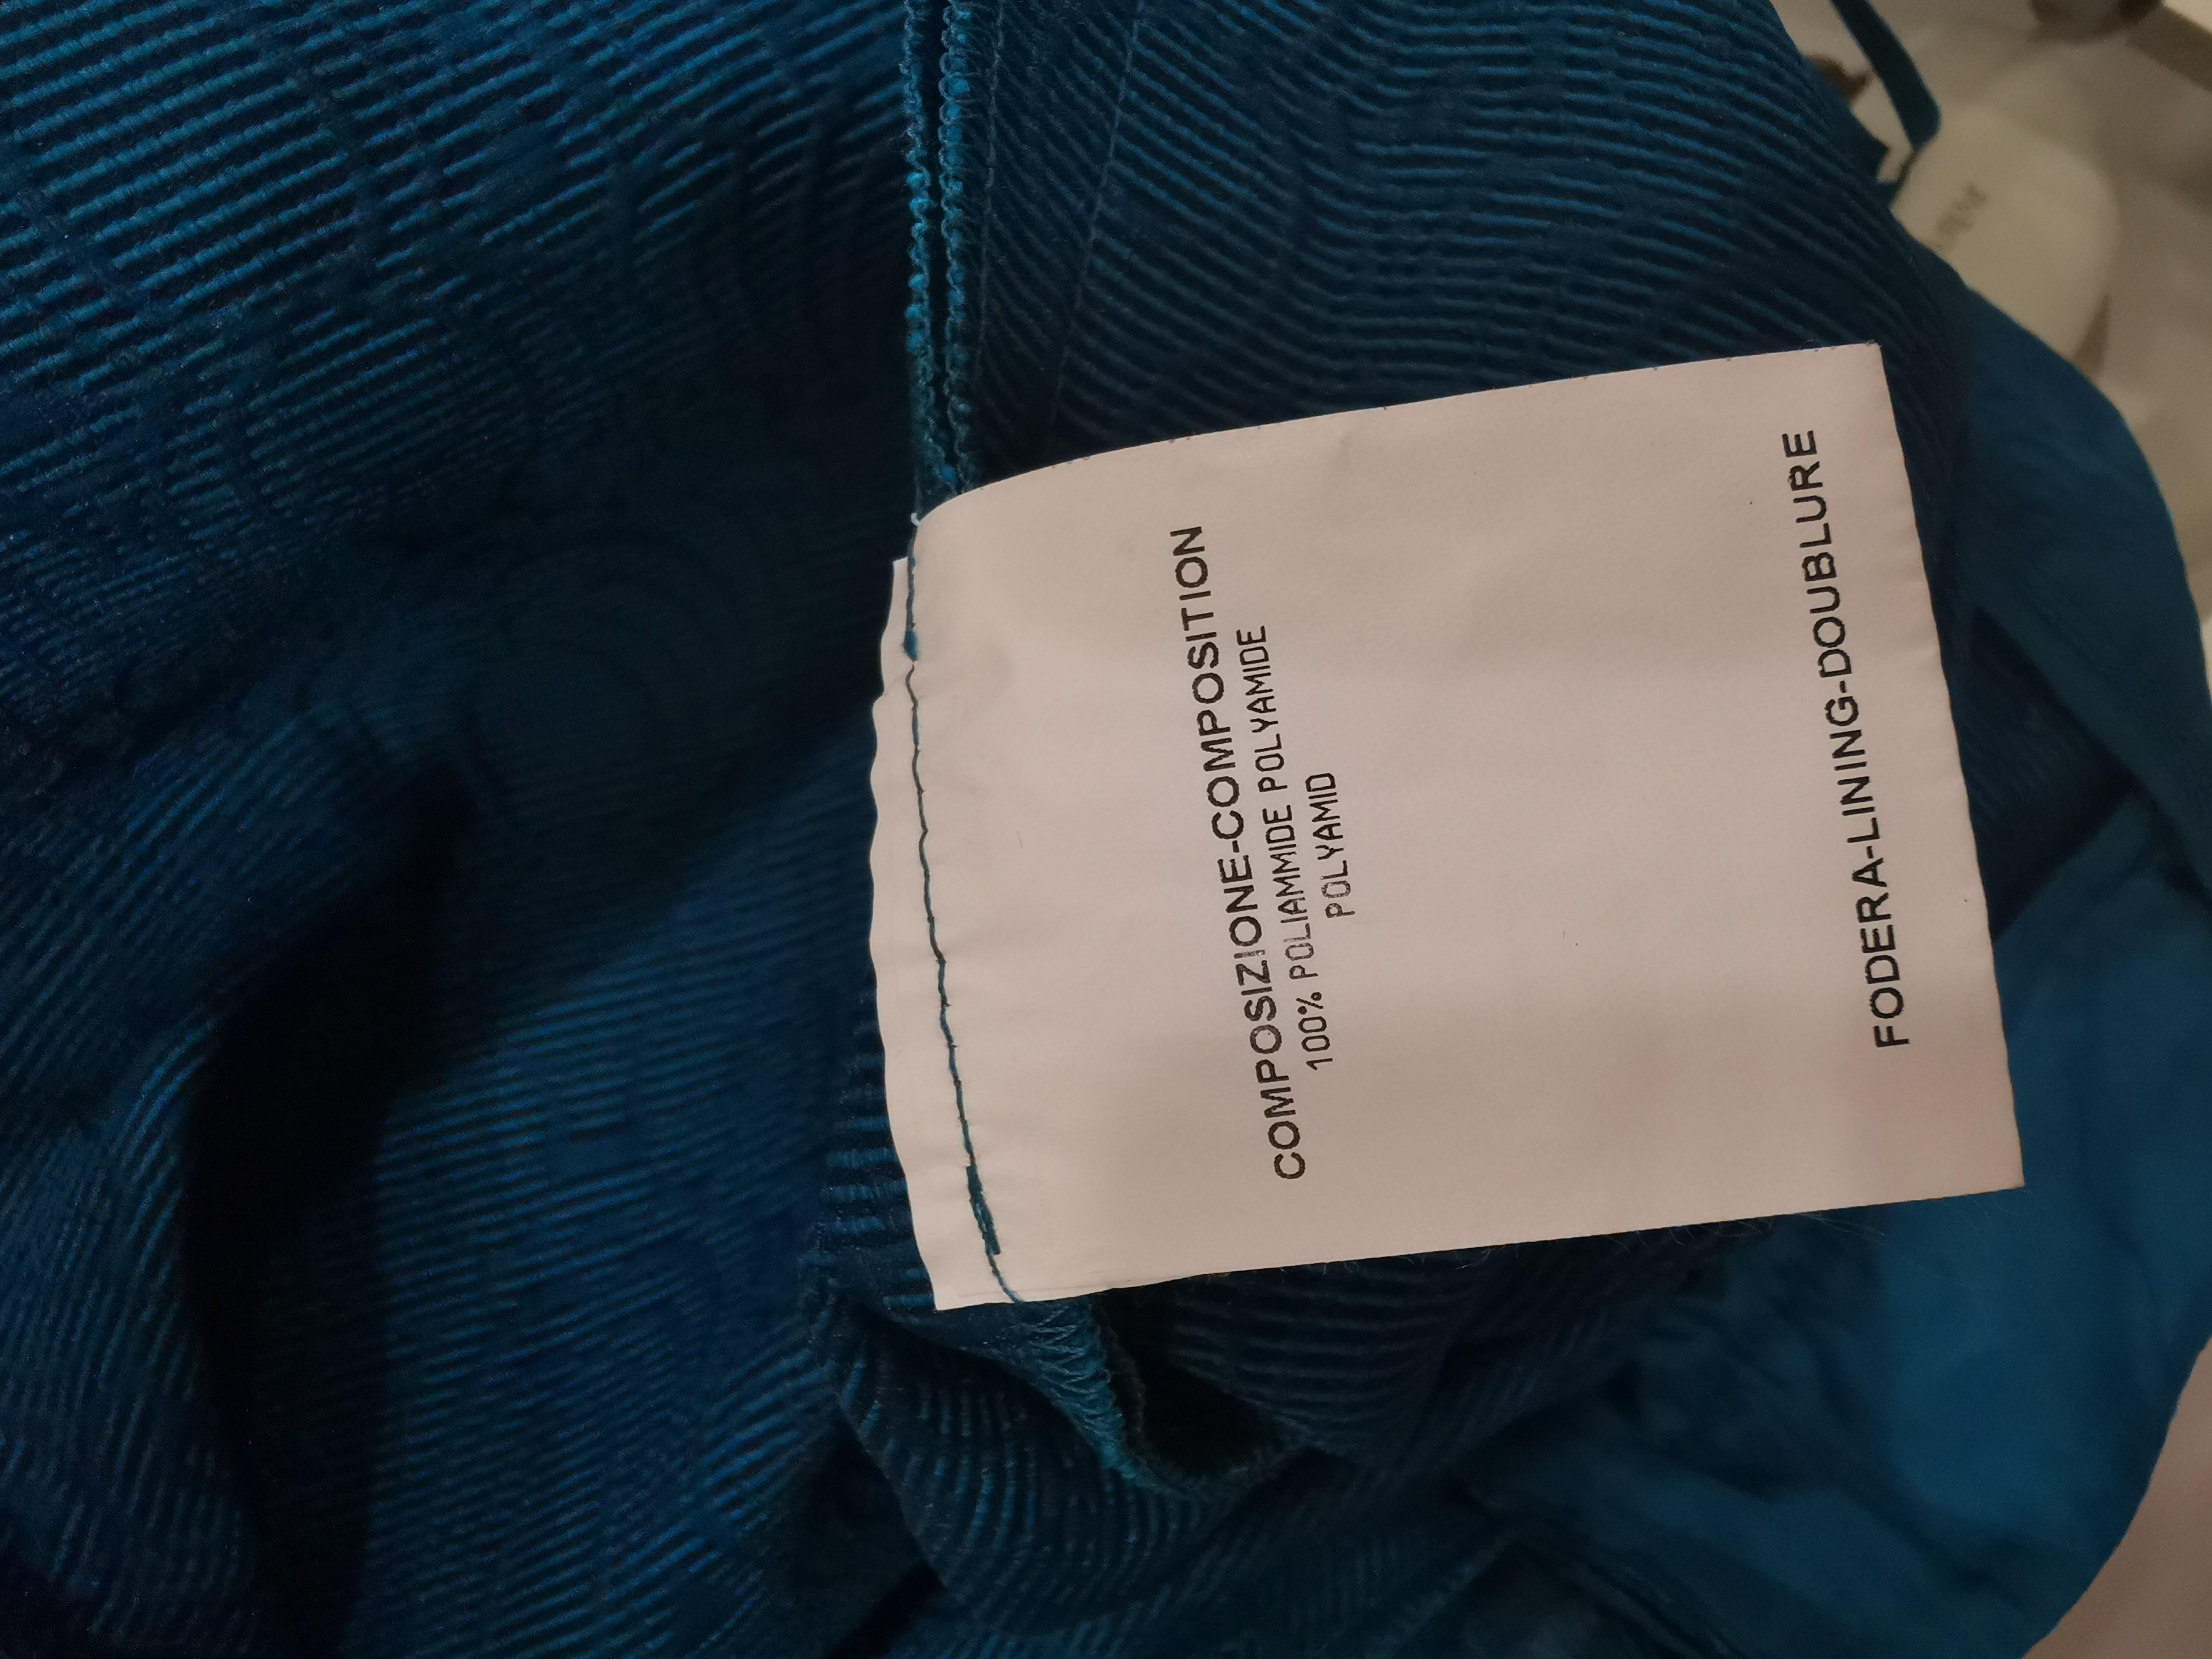 COMPOSIZIONE-COMPOSITION
100% POLIAMMIDE POLYAMIDE
POLYAMID
FODERA-LINING-DOUBLURE